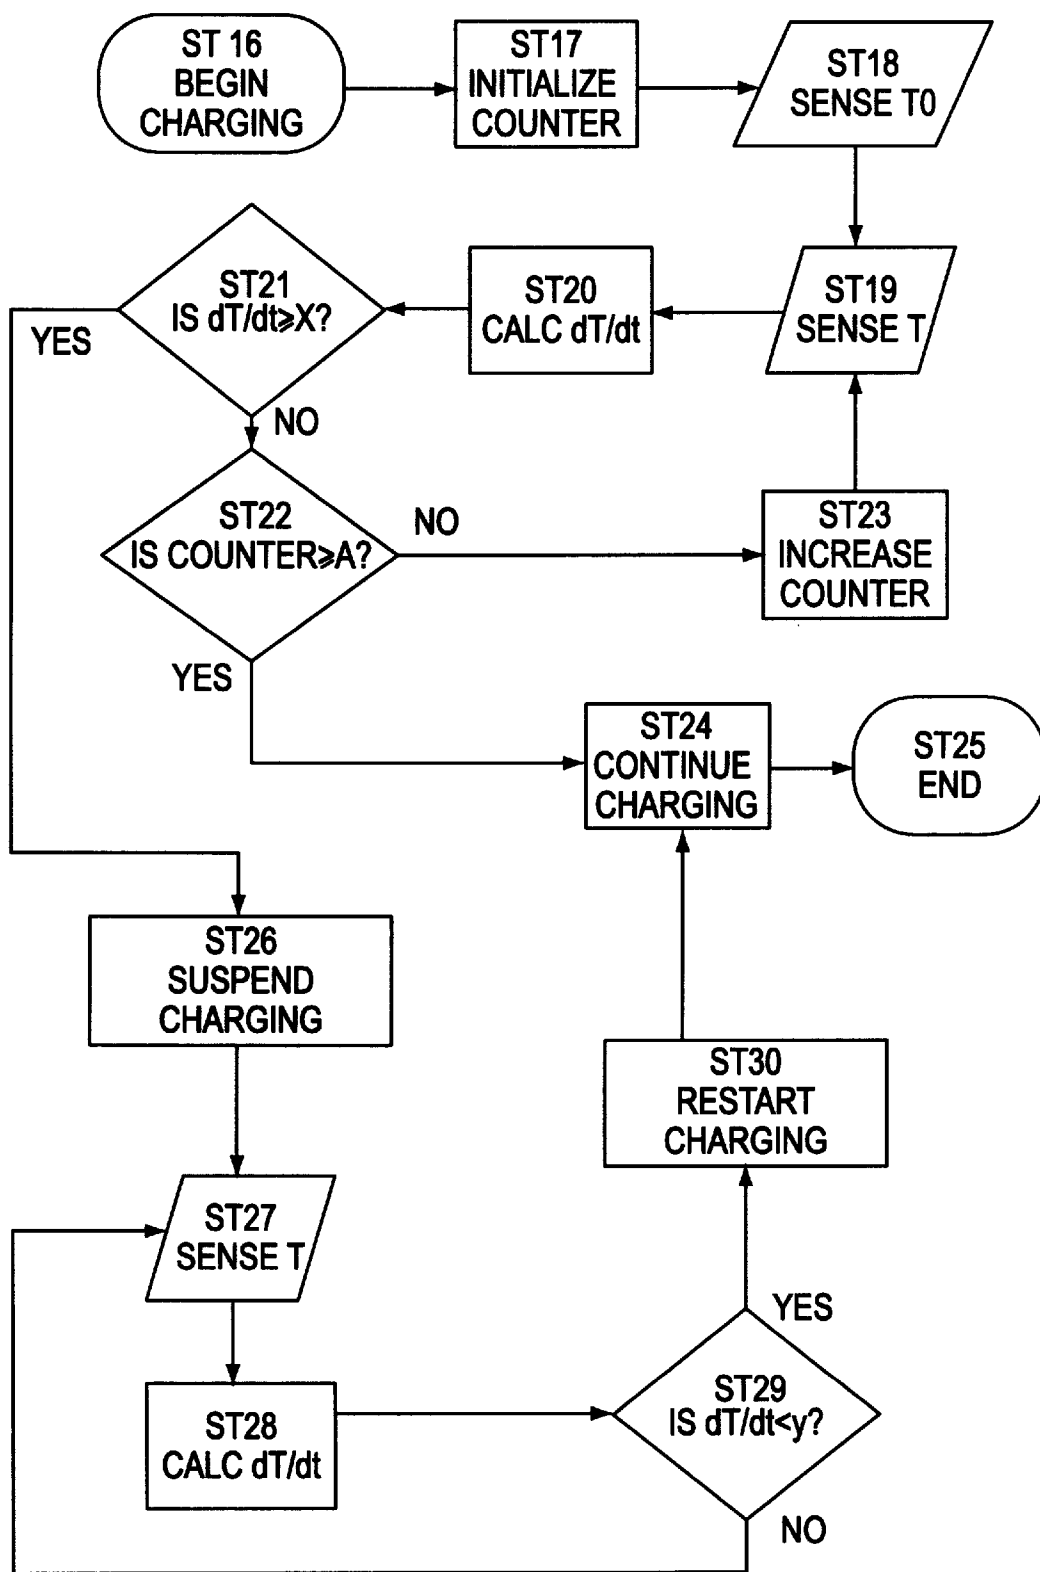 ST 16
BEGIN
CHARGING
ST17
INITIALIZE
COUNTER
ST18
SENSE T0
ST19
SENSE T
ST20
CALC dT/dt
ST21
IS dT/dt⩾X?
YES
NO
ST22
IS COUNTER⩾A?
NO
ST23
INCREASE
COUNTER
YES
ST24
CONTINUE
CHARGING
ST25
END
ST26
SUSPEND
CHARGING
ST30
RESTART
CHARGING
ST27
SENSE T
YES
ST29
IS dT/dt<y?
ST28
CALC dT/dt
NO